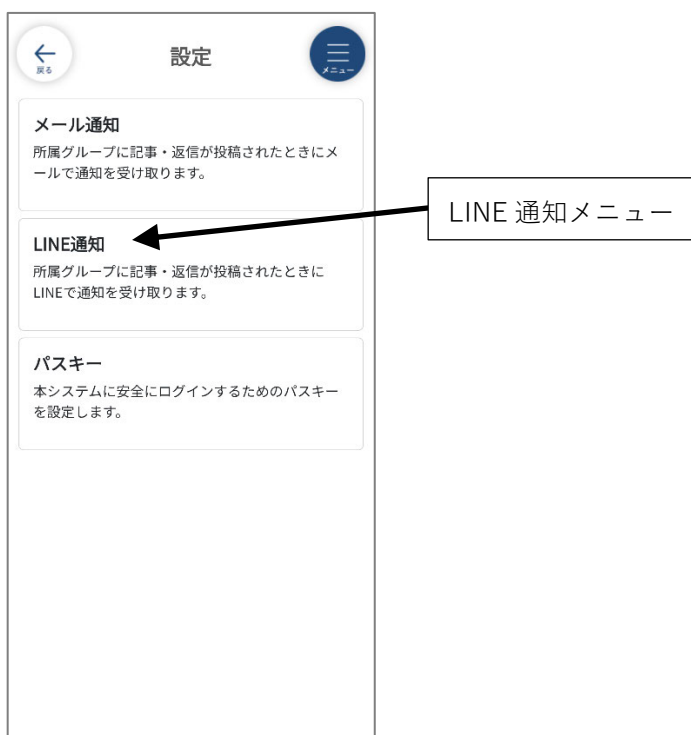 戻る
設定
メニュー
メール通知
所属グループに記事・返信が投稿されたときにメ
ールで通知を受け取ります。
LINE通知
所属グループに記事・返信が投稿されたときに
LINEで通知を受け取ります。
パスキー
本システムに安全にログインするためのパスキー
を設定します。
LINE 通知メニュー